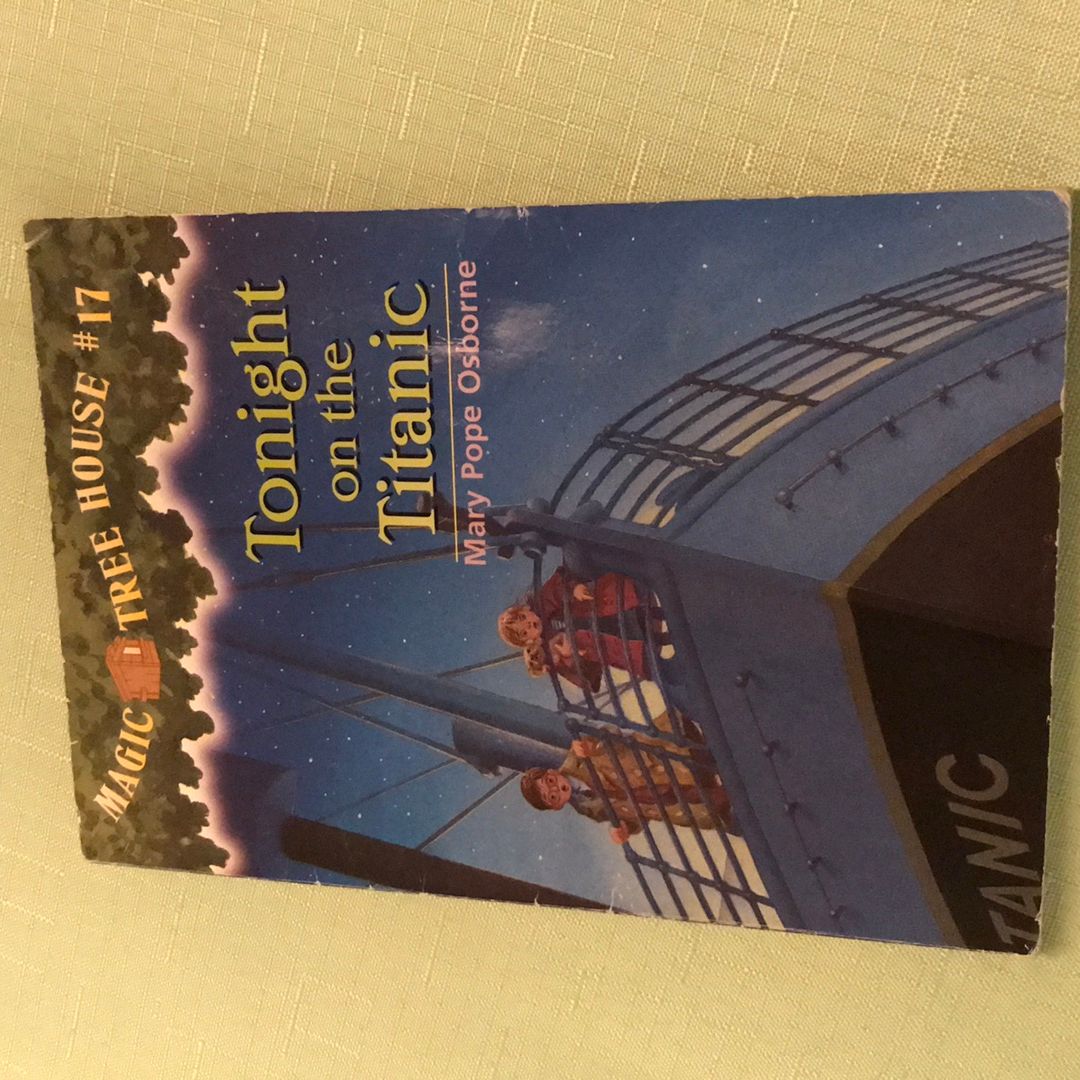 MAGIC TREE HOUSE #17
Tonight
on the
Titanic
Mary Pope Osborne
TANIC